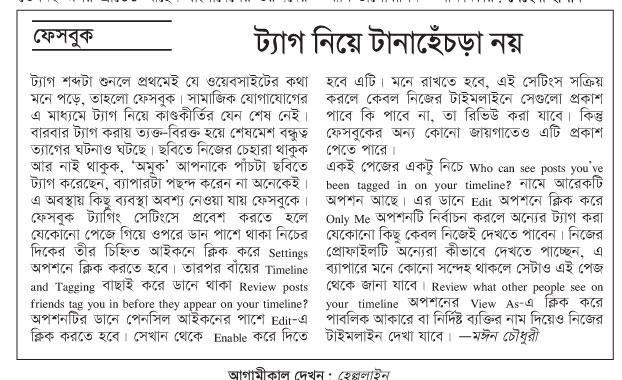 ফেসবুক
ট্যাগ নিয়ে টানাহেঁচড়া নয়
ট্যাগ শব্দটা শুনলে প্রথমেই যে ওয়েবসাইটের কথা
মনে পড়ে, তাহলো ফেসবুক। সামাজিক যোগাযোগের
এ মাধ্যমে ট্যাগ নিয়ে কাণ্ডকীর্তির যেন শেষ নেই।
বারবার ট্যাগ করায় ত্যক্ত-বিরক্ত হয়ে শেষমেশ বন্ধুত্ব
ত্যাগের ঘটনাও ঘটছে। ছবিতে নিজের চেহারা থাকুক
আর নাই থাকুক, ‘অমুক’ আপনাকে পাঁচটা ছবিতে
ট্যাগ করেছেন, ব্যাপারটা পছন্দ করেন না অনেকেই।
এ অবস্থায় কিছু ব্যবস্থা অবশ্য নেওয়া যায় ফেসবুকে।
ফেসবুক ট্যাগিং সেটিংসে প্রবেশ করতে হলে
যেকোনো পেজে গিয়ে ওপরে ডান পাশে থাকা নিচের
দিকের তীর চিহ্নিত আইকনে ক্লিক করে Settings
অপশনে ক্লিক করতে হবে। তারপর বাঁয়ের Timeline
and Tagging বাছাই করে ডানে থাকা Review posts
friends tag you in before they appear on your timeline?
অপশনটির ডানে পেনসিল আইকনের পাশে Edit-এ
ক্লিক করতে হবে। সেখান থেকে Enable করে দিতে
হবে এটি। মনে রাখতে হবে, এই সেটিংস সক্রিয়
করলে কেবল নিজের টাইমলাইনে সেগুলো প্রকাশ
পাবে কি পাবে না, তা রিভিউ করা যাবে। কিন্তু
ফেসবুকের অন্য কোনো জায়গাতেও এটি প্রকাশ
পেতে পারে।
একই পেজের একটু নিচে Who can see posts you’ve
been tagged in on your timeline? নামে আরেকটি
অপশন আছে। এর ডানে Edit অপশনে ক্লিক করে
Only Me অপশনটি নির্বাচন করলে অন্যের ট্যাগ করা
যেকোনো কিছু কেবল নিজেই দেখতে পাবেন। নিজের
প্রোফাইলটি অন্যেরা কীভাবে দেখতে পাচ্ছেন, এ
ব্যাপারে মনে কোনো সন্দেহ থাকলে সেটাও এই পেজ
থেকে জানা যাবে। Review what other people see on
your timeline অপশনের View As-এ ক্লিক করে
পাবলিক আকারে বা নির্দিষ্ট ব্যক্তির নাম দিয়েও নিজের
টাইমলাইন দেখা যাবে। —মঈন চৌধুরী
আগামীকাল দেখুন : হেল্পলাইন